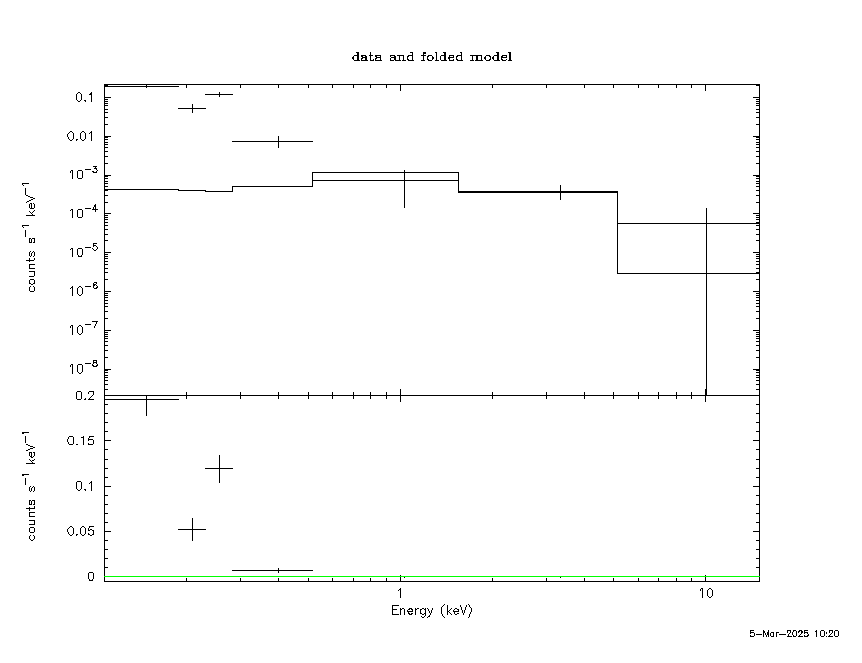 data and folded model
0.1
0.01
10⁻³
10⁻⁴
10⁻⁵
10⁻⁶
10⁻⁷
10⁻⁸
counts s⁻¹ keV⁻¹
0.2
0.15
0.1
0.05
0
counts s⁻¹ keV⁻¹
1 10
Energy (keV)
5-Mar-2025 10:20